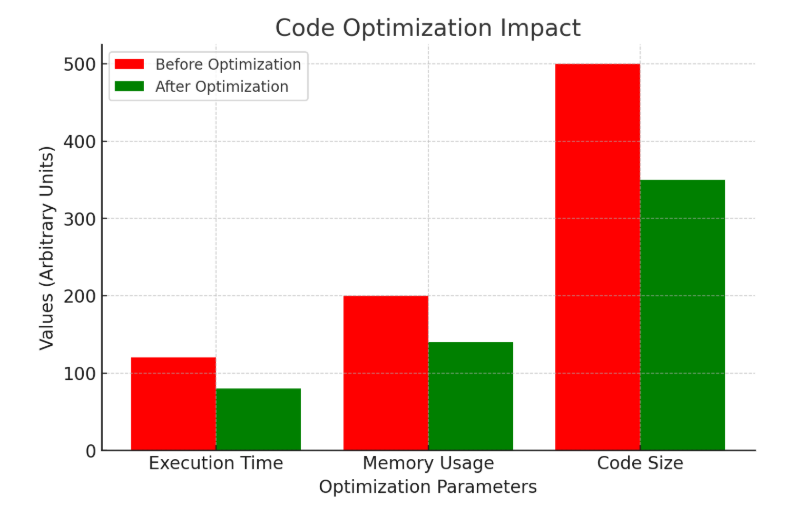 Code Optimization Impact
Before Optimization
After Optimization
Values (Arbitrary Units)
500
400
300
200
100
0
Execution Time
Memory Usage
Code Size
Optimization Parameters